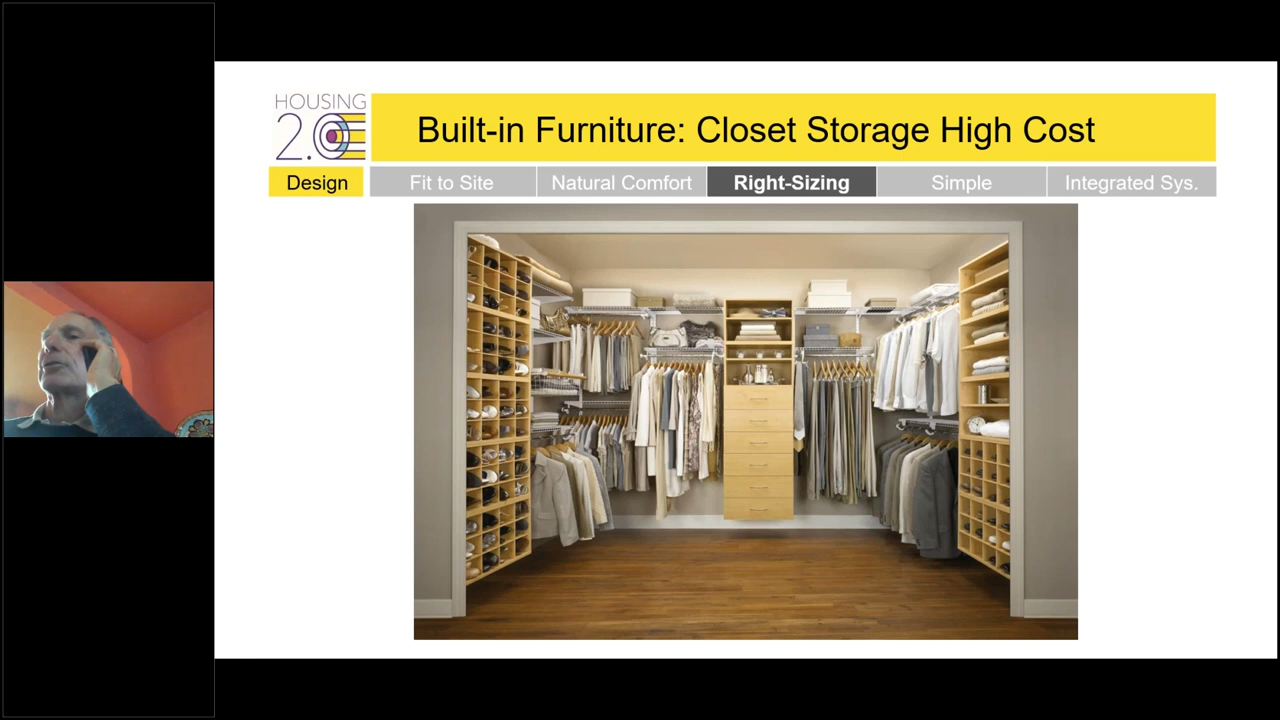 HOUSING
2.0
Built-in Furniture: Closet Storage High Cost
Design
Fit to Site
Natural Comfort
Right-Sizing
Simple
Integrated Sys.